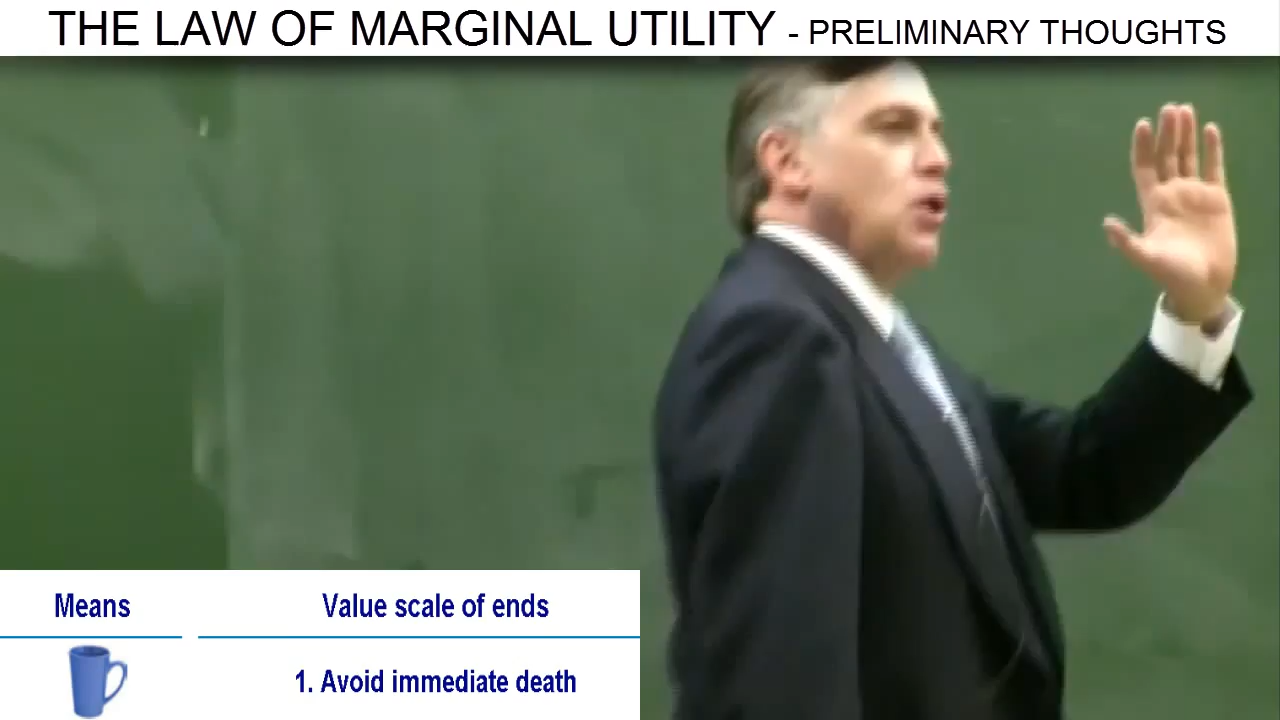 THE LAW OF MARGINAL UTILITY - PRELIMINARY THOUGHTS
Means
Value scale of ends
1. Avoid immediate death